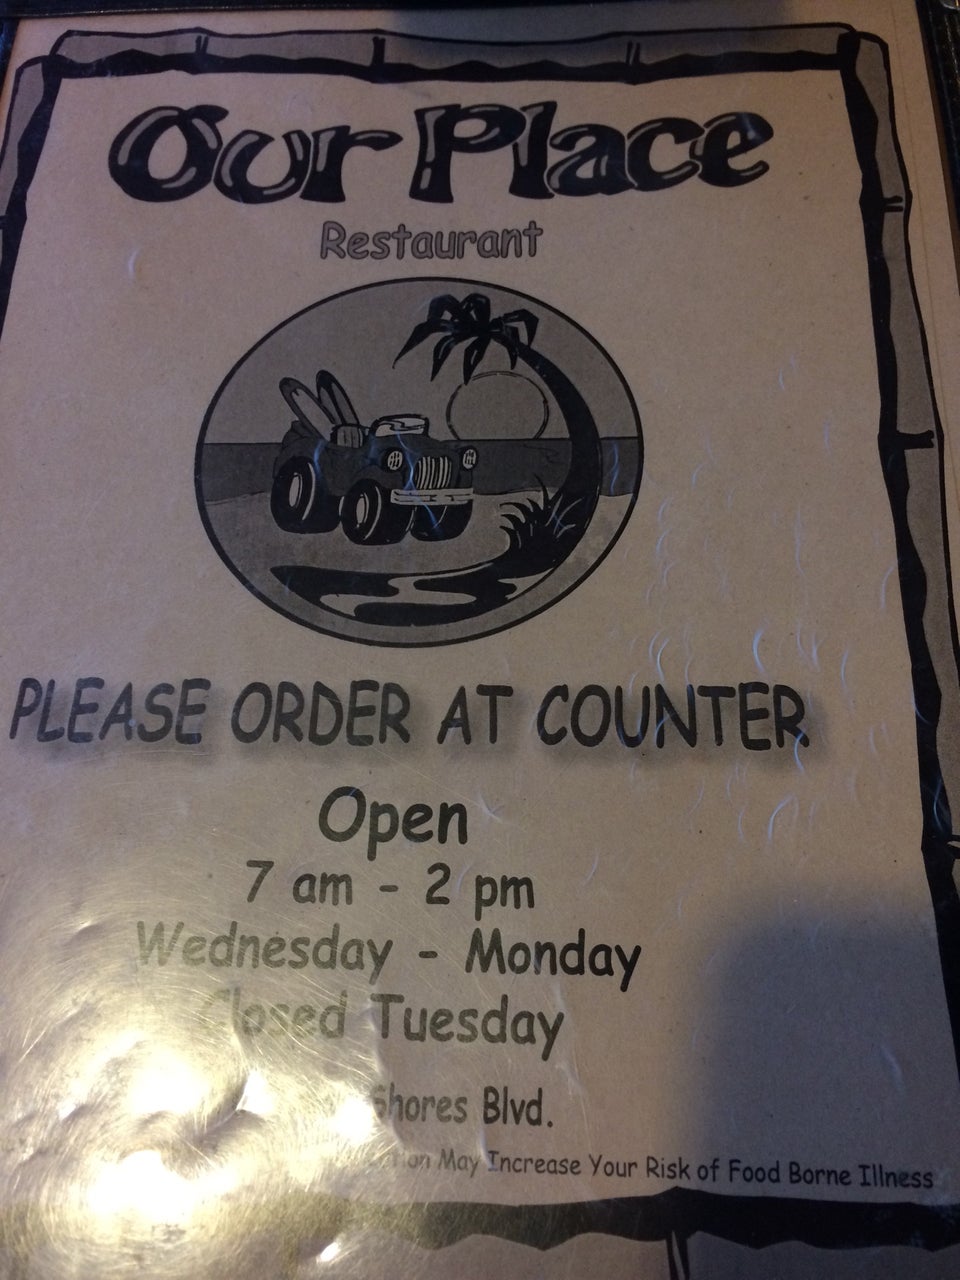 Our Place
Restaurant
PLEASE ORDER AT COUNTER
Open
7 am - 2 pm
Wednesday - Monday
Closed Tuesday
Shores Blvd.
May Increase Your Risk of Food Borne Illness